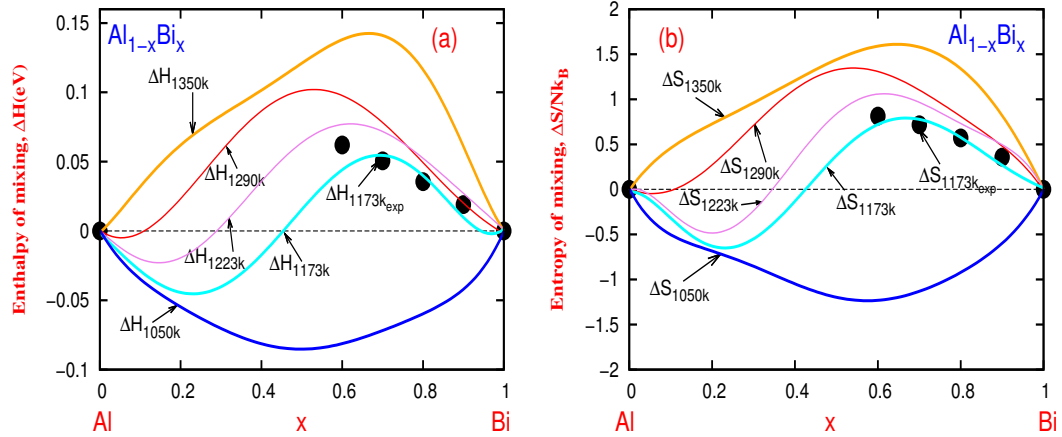 0.15
0.1
0.05
0
−0.05
−0.1
Enthalpy of mixing, ΔH(eV)
Al1−xBix
(a)
ΔH1350k
ΔH1290k
ΔH1173kexp
ΔH1223k
ΔH1173k
ΔH1050k
0 0.2 0.4 0.6 0.8 1
Al x Bi
2
1.5
1
0.5
0
−0.5
−1
−1.5
−2
Entropy of mixing, ΔS/NkB
(b)
Al1−xBix
ΔS1350k
ΔS1290k
ΔS1173kexp
ΔS1223k
ΔS1173k
ΔS1050k
0 0.2 0.4 0.6 0.8 1
Al x Bi